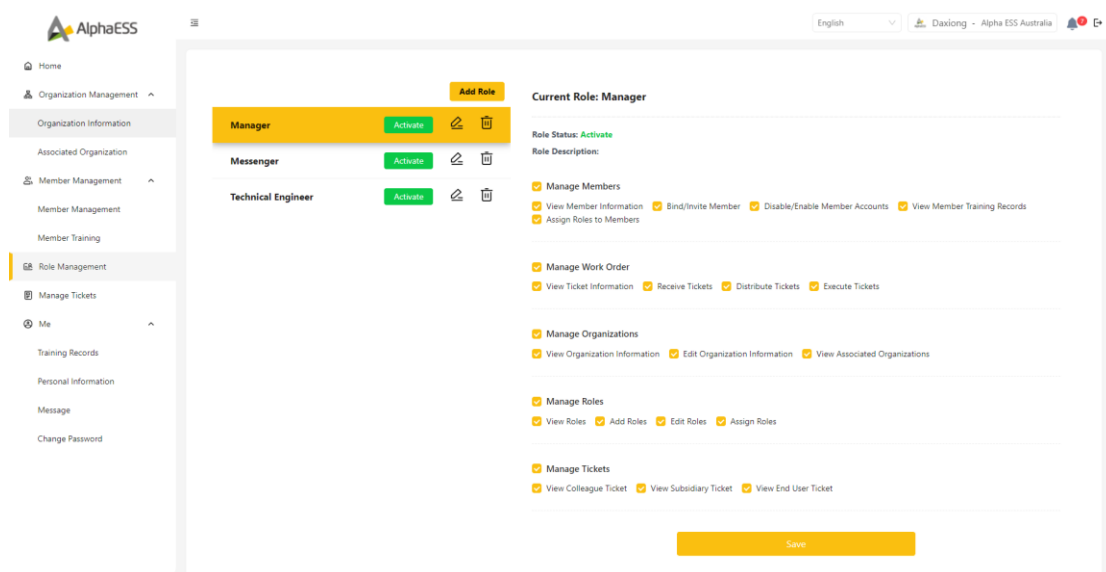 AlphaESS
English
Daxiong - Alpha ESS Australia
7
Home
Organization Management
Organization Information
Associated Organization
Member Management
Member Management
Member Training
Role Management
Manage Tickets
Me
Training Records
Personal Information
Message
Change Password
Add Role
Manager Activate
Messenger Activate
Technical Engineer Activate
Current Role: Manager
Role Status: Activate
Role Description:
Manage Members
View Member Information Bind/Invite Member Disable/Enable Member Accounts View Member Training Records
Assign Roles to Members
Manage Work Order
View Ticket Information Receive Tickets Distribute Tickets Execute Tickets
Manage Organizations
View Organization Information Edit Organization Information View Associated Organizations
Manage Roles
View Roles Add Roles Edit Roles Assign Roles
Manage Tickets
View Colleague Ticket View Subsidiary Ticket View End User Ticket
Save